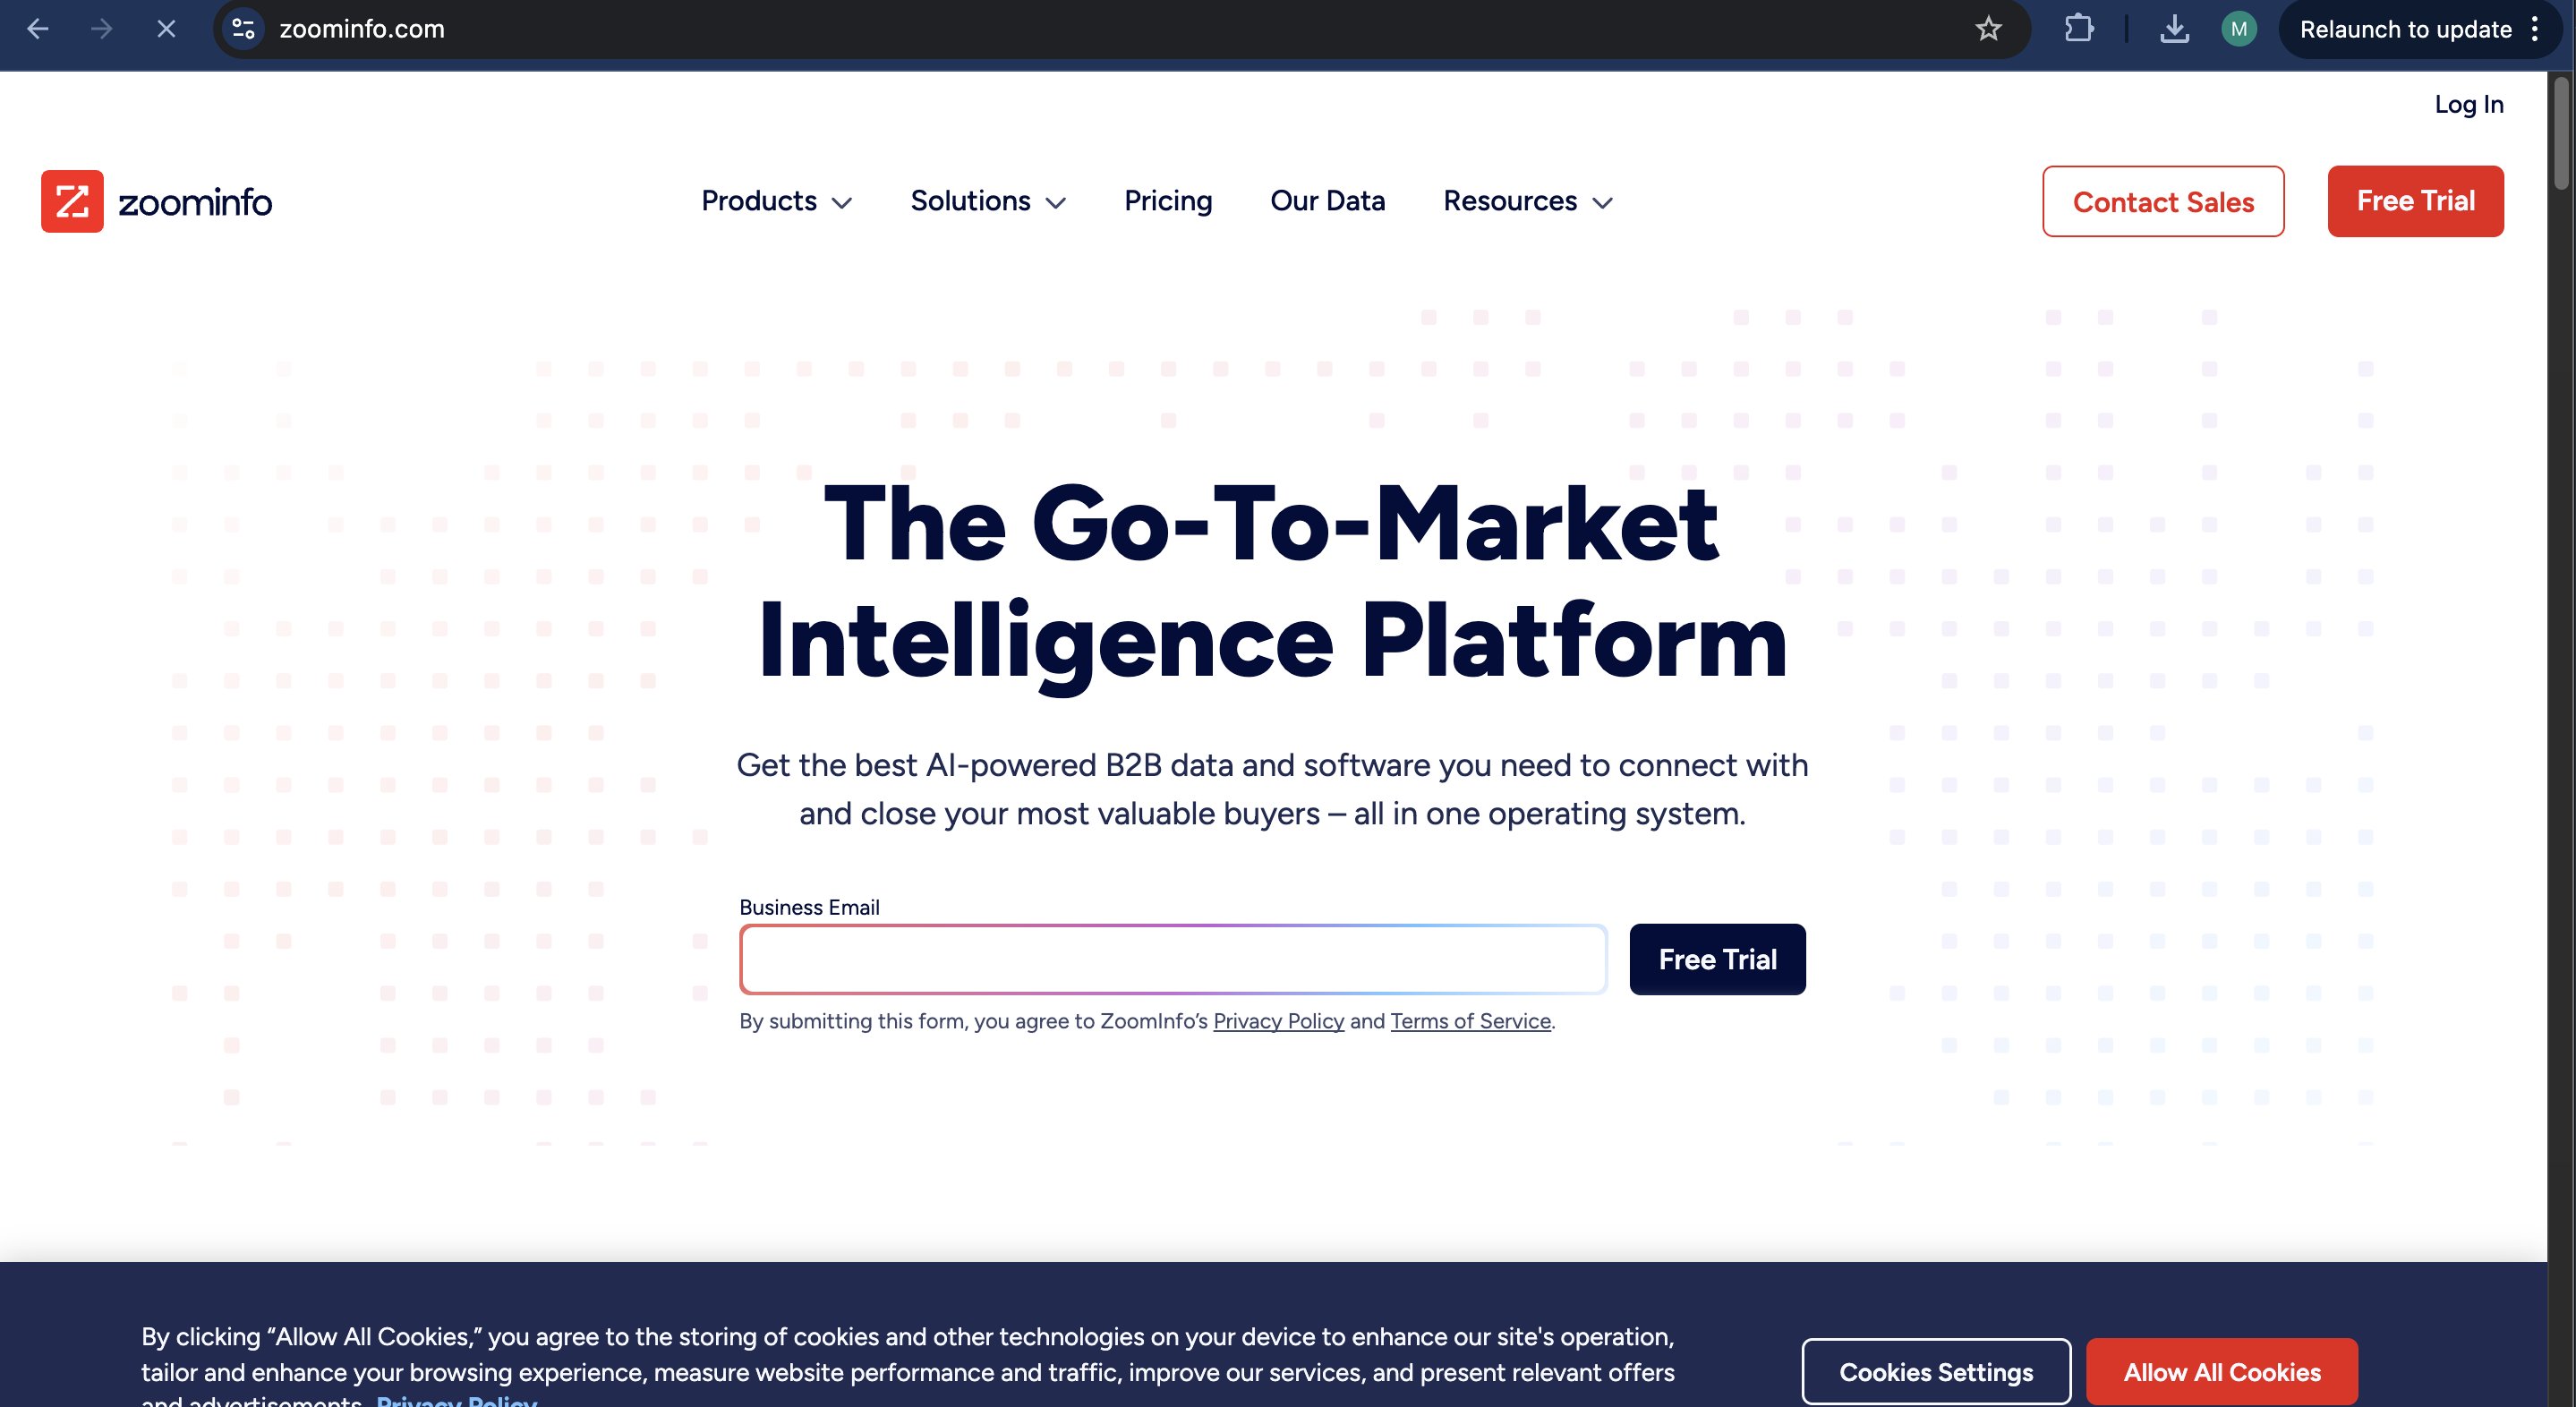 zoominfo.com
M
Relaunch to update
Log In
zoominfo
Products
Solutions
Pricing
Our Data
Resources
Contact Sales
Free Trial
The Go-To-Market
Intelligence Platform
Get the best AI-powered B2B data and software you need to connect with
and close your most valuable buyers – all in one operating system.
Business Email
Free Trial
By submitting this form, you agree to ZoomInfo’s Privacy Policy and Terms of Service.
By clicking “Allow All Cookies,” you agree to the storing of cookies and other technologies on your device to enhance our site's operation,
tailor and enhance your browsing experience, measure website performance and traffic, improve our services, and present relevant offers
and advertisements. Privacy Policy
Cookies Settings
Allow All Cookies